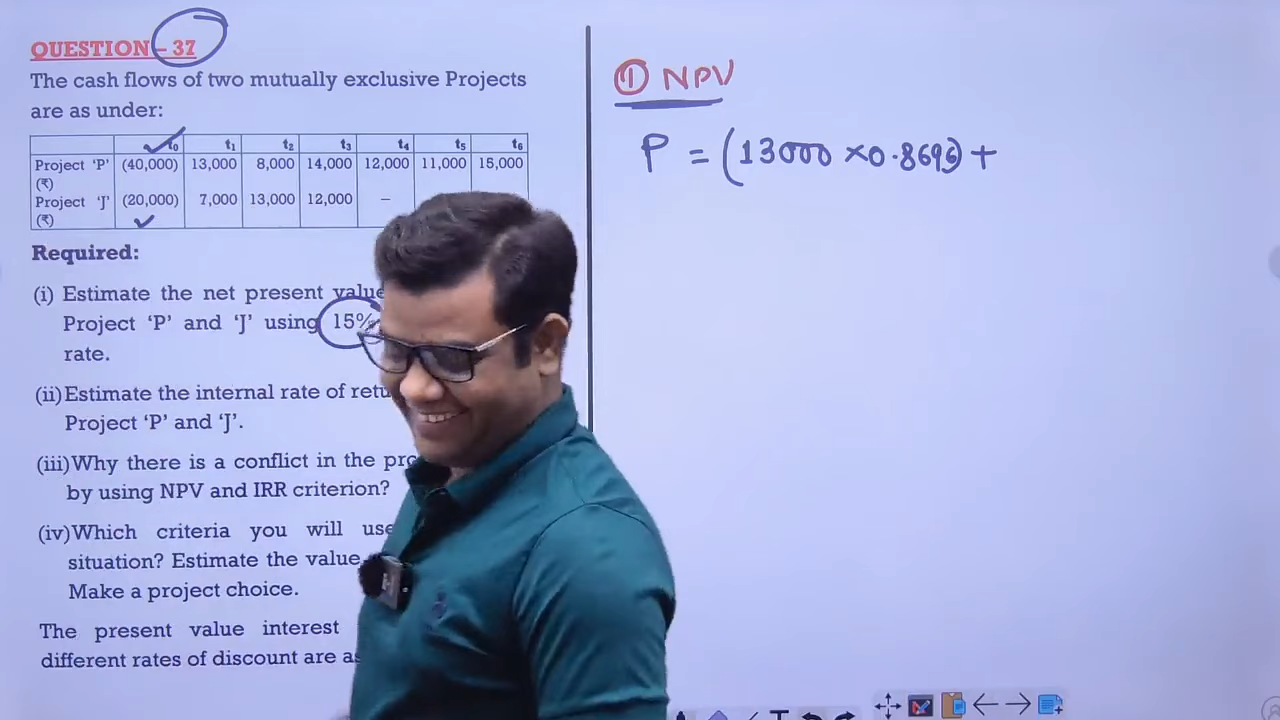 QUESTION – 37
The cash flows of two mutually exclusive Projects
are as under:
t0 t1 t2 t3 t4 t5 t6
Project 'P' (₹) (40,000) 13,000 8,000 14,000 12,000 11,000 15,000
Project 'J' (₹) (20,000) 7,000 13,000 12,000 –
Required:
(i) Estimate the net present value
Project 'P' and 'J' using 15%
rate.
(ii) Estimate the internal rate of
Project 'P' and 'J'.
(iii) Why there is a conflict in the
by using NPV and IRR criterion?
(iv) Which criteria you will use
situation? Estimate the value
Make a project choice.
The present value interest
different rates of discount are
① NPV
P = (13000 × 0.8696) +